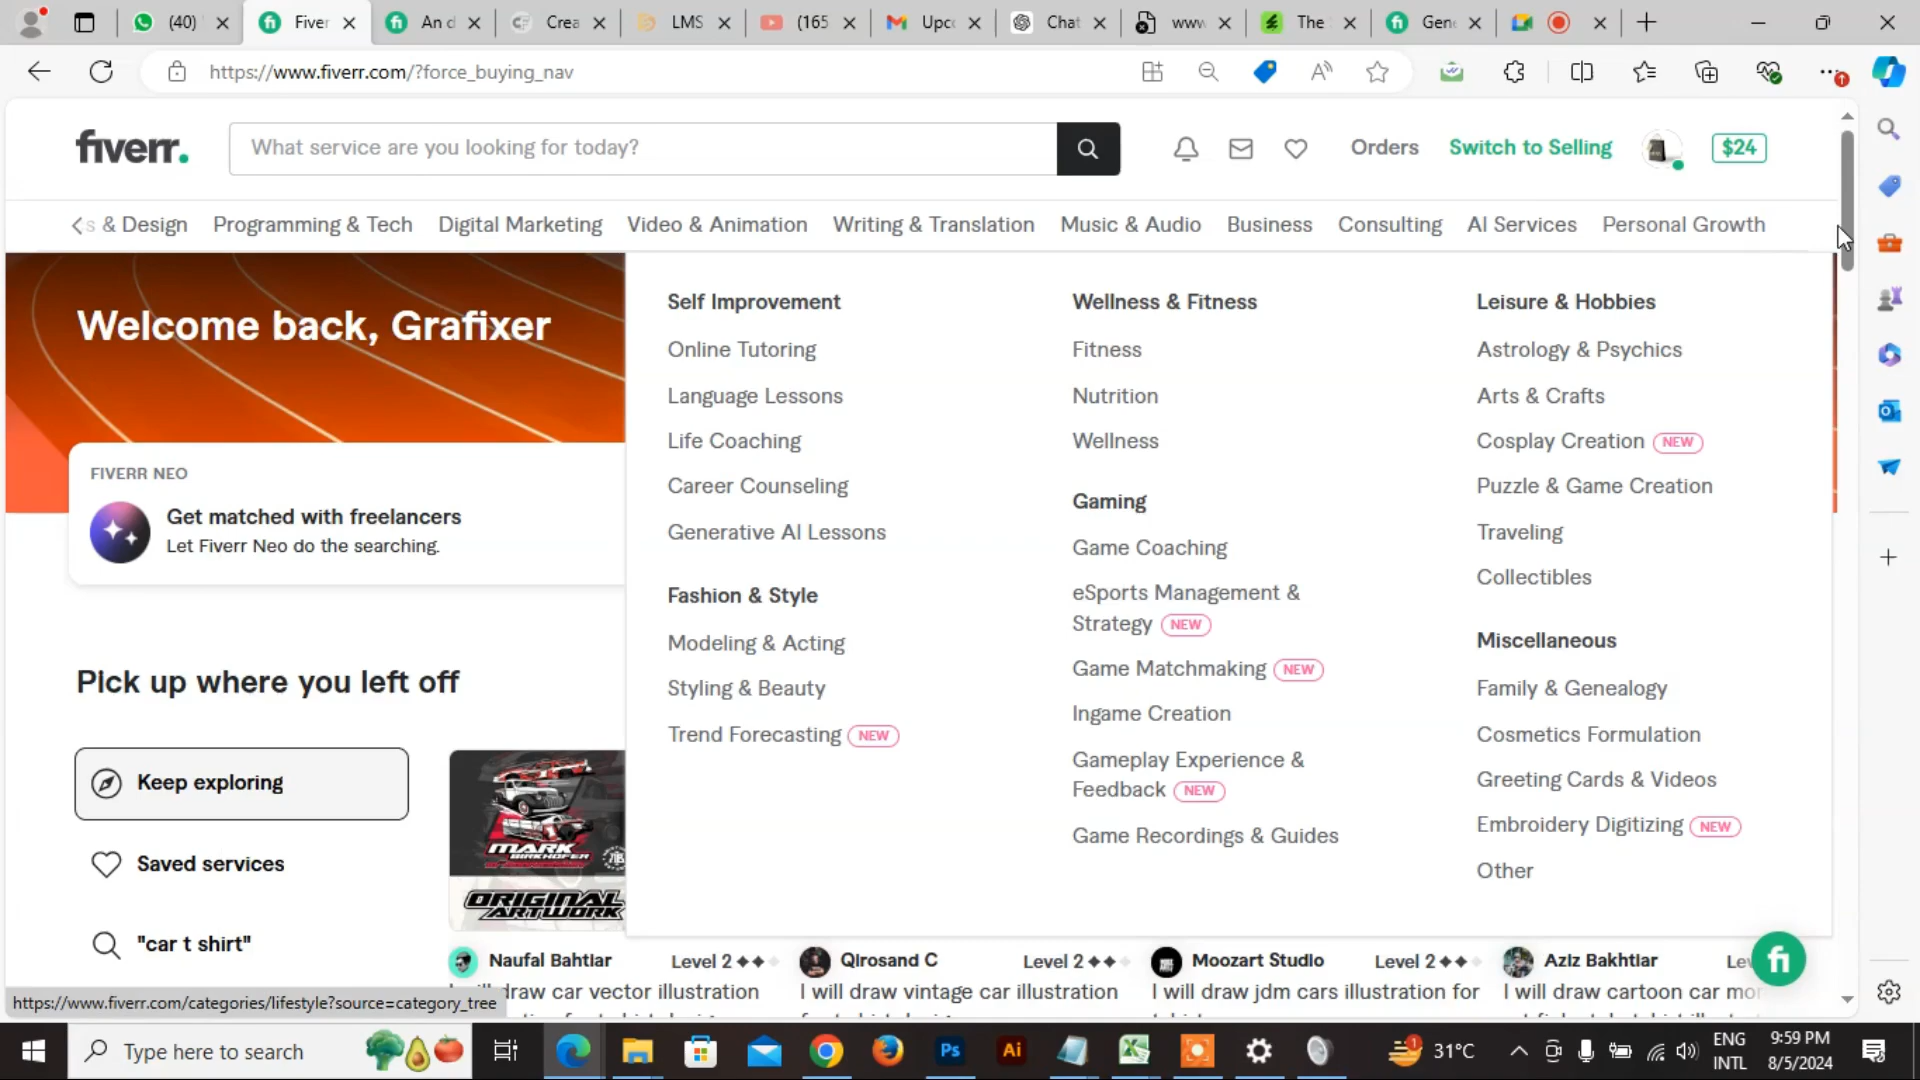 (40)
Fiver
An d
Crea
LMS
(165
Upco
Chat
www
The
Gene
https://www.fiverr.com/?force_buying_nav
fiverr.
What service are you looking for today?
Orders
Switch to Selling
$24
s & Design
Programming & Tech
Digital Marketing
Video & Animation
Writing & Translation
Music & Audio
Business
Consulting
AI Services
Personal Growth
Welcome back, Grafixer
FIVERR NEO
Get matched with freelancers
Let Fiverr Neo do the searching.
Pick up where you left off
Keep exploring
Saved services
"car t shirt"
Self Improvement
Online Tutoring
Language Lessons
Life Coaching
Career Counseling
Generative AI Lessons
Fashion & Style
Modeling & Acting
Styling & Beauty
Trend Forecasting NEW
Wellness & Fitness
Fitness
Nutrition
Wellness
Gaming
Game Coaching
eSports Management &
Strategy NEW
Game Matchmaking NEW
Ingame Creation
Gameplay Experience &
Feedback NEW
Game Recordings & Guides
Leisure & Hobbies
Astrology & Psychics
Arts & Crafts
Cosplay Creation NEW
Puzzle & Game Creation
Traveling
Collectibles
Miscellaneous
Family & Genealogy
Cosmetics Formulation
Greeting Cards & Videos
Embroidery Digitizing NEW
Other
MARK
BIRKHOFER
ORIGINAL
ARTWORK
Naufal Bahtiar
Level 2
draw car vector illustration
Qirosand C
Level 2
I will draw vintage car illustration
Moozart Studio
Level 2
I will draw jdm cars illustration for
Aziz Bakhtiar
Lev
I will draw cartoon car mo
fi
https://www.fiverr.com/categories/lifestyle?source=category_tree
Type here to search
Ps
Ai
31°C
ENG
INTL
9:59 PM
8/5/2024